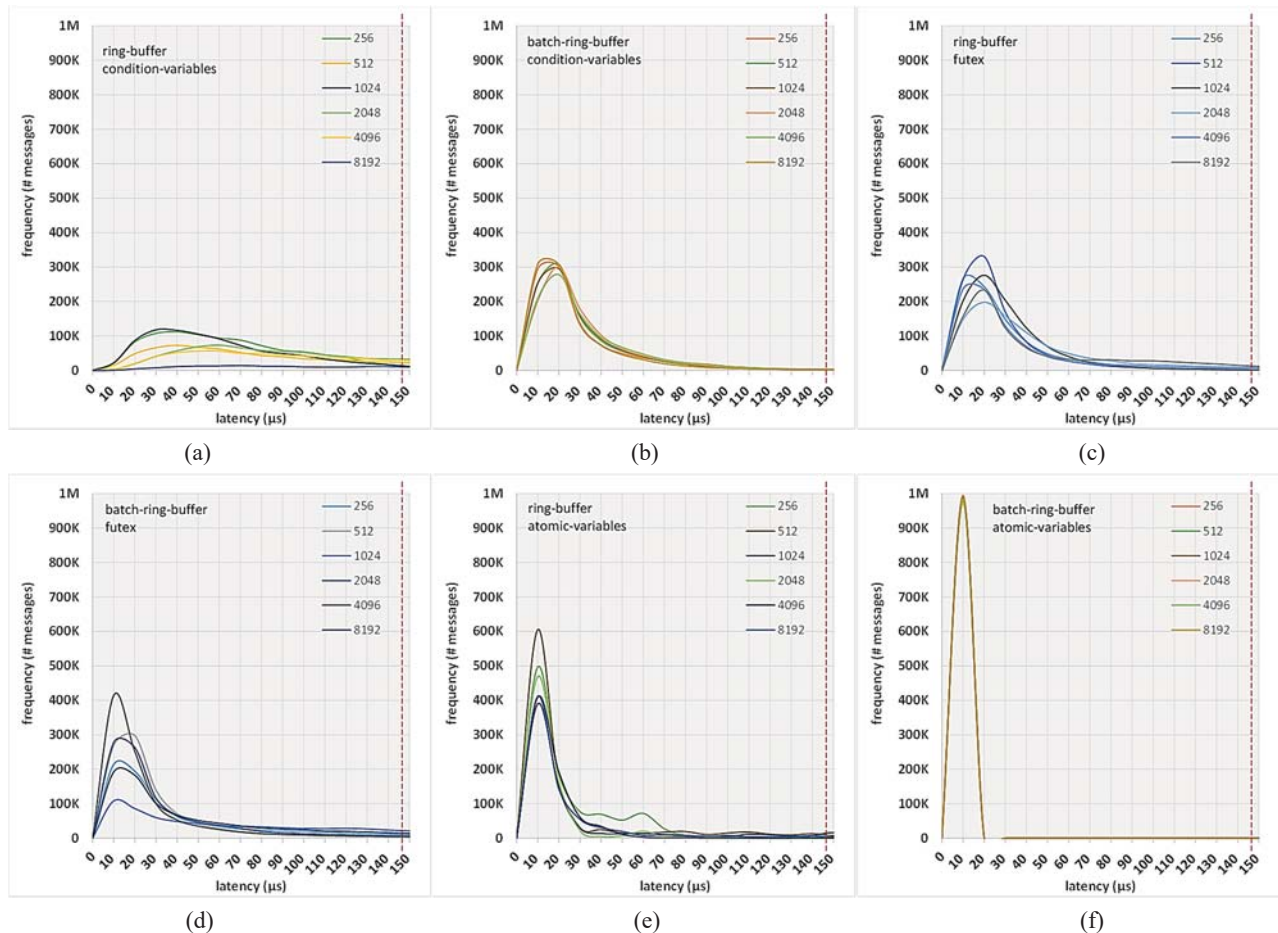 1M
900K
800K
700K
600K
500K
400K
300K
200K
100K
0
frequency (# messages)
ring-buffer
condition-variables
256
512
1024
2048
4096
8192
0 10 20 30 40 50 60 70 80 90 100 110 120 130 140 150
latency (µs)
(a)
1M
900K
800K
700K
600K
500K
400K
300K
200K
100K
0
frequency (# messages)
batch-ring-buffer
condition-variables
256
512
1024
2048
4096
8192
0 10 20 30 40 50 60 70 80 90 100 110 120 130 140 150
latency (µs)
(b)
1M
900K
800K
700K
600K
500K
400K
300K
200K
100K
0
frequency (# messages)
ring-buffer
futex
256
512
1024
2048
4096
8192
0 10 20 30 40 50 60 70 80 90 100 110 120 130 140 150
latency (µs)
(c)
1M
900K
800K
700K
600K
500K
400K
300K
200K
100K
0
frequency (# messages)
batch-ring-buffer
futex
256
512
1024
2048
4096
8192
0 10 20 30 40 50 60 70 80 90 100 110 120 130 140 150
latency (µs)
(d)
1M
900K
800K
700K
600K
500K
400K
300K
200K
100K
0
frequency (# messages)
ring-buffer
atomic-variables
256
512
1024
2048
4096
8192
0 10 20 30 40 50 60 70 80 90 100 110 120 130 140 150
latency (µs)
(e)
1M
900K
800K
700K
600K
500K
400K
300K
200K
100K
0
frequency (# messages)
batch-ring-buffer
atomic-variables
256
512
1024
2048
4096
8192
0 10 20 30 40 50 60 70 80 90 100 110 120 130 140 150
latency (µs)
(f)